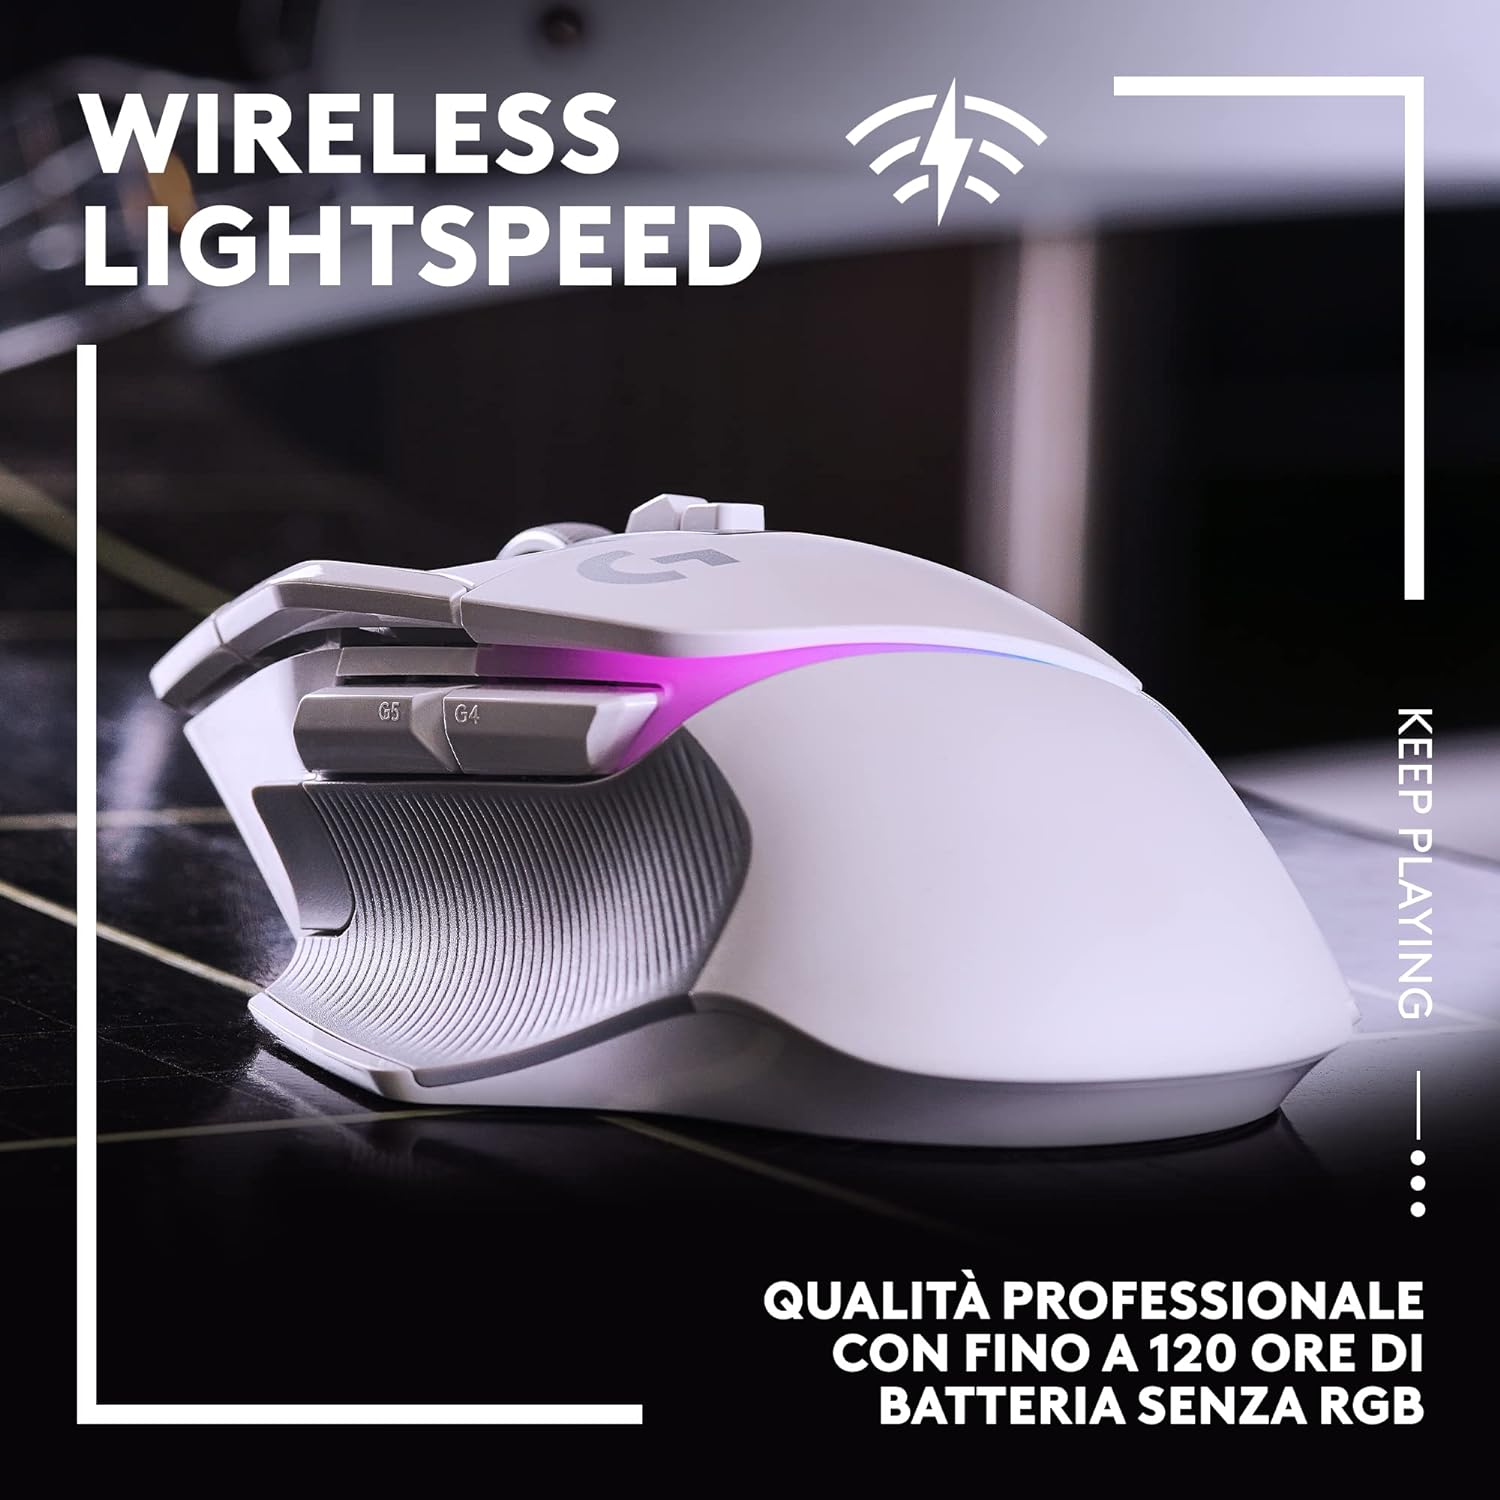 WIRELESS
LIGHTSPEED
G5 G4
KEEP PLAYING
QUALITÀ PROFESSIONALE
CON FINO A 120 ORE DI
BATTERIA SENZA RGB